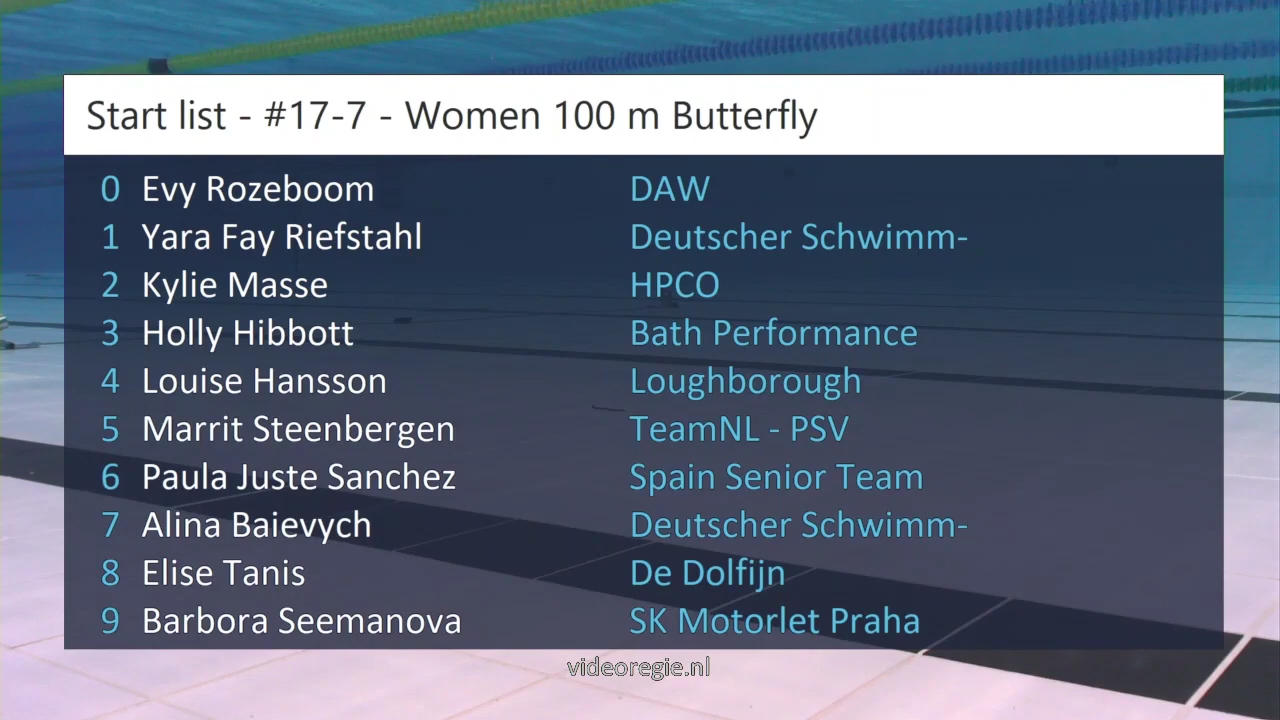 Start list - #17-7 - Women 100 m Butterfly
0 Evy Rozeboom DAW
1 Yara Fay Riefstahl Deutscher Schwimm-
2 Kylie Masse HPCO
3 Holly Hibbott Bath Performance
4 Louise Hansson Loughborough
5 Marrit Steenbergen TeamNL - PSV
6 Paula Juste Sanchez Spain Senior Team
7 Alina Baievych Deutscher Schwimm-
8 Elise Tanis De Dolfijn
9 Barbora Seemanova SK Motorlet Praha
videoregie.nl